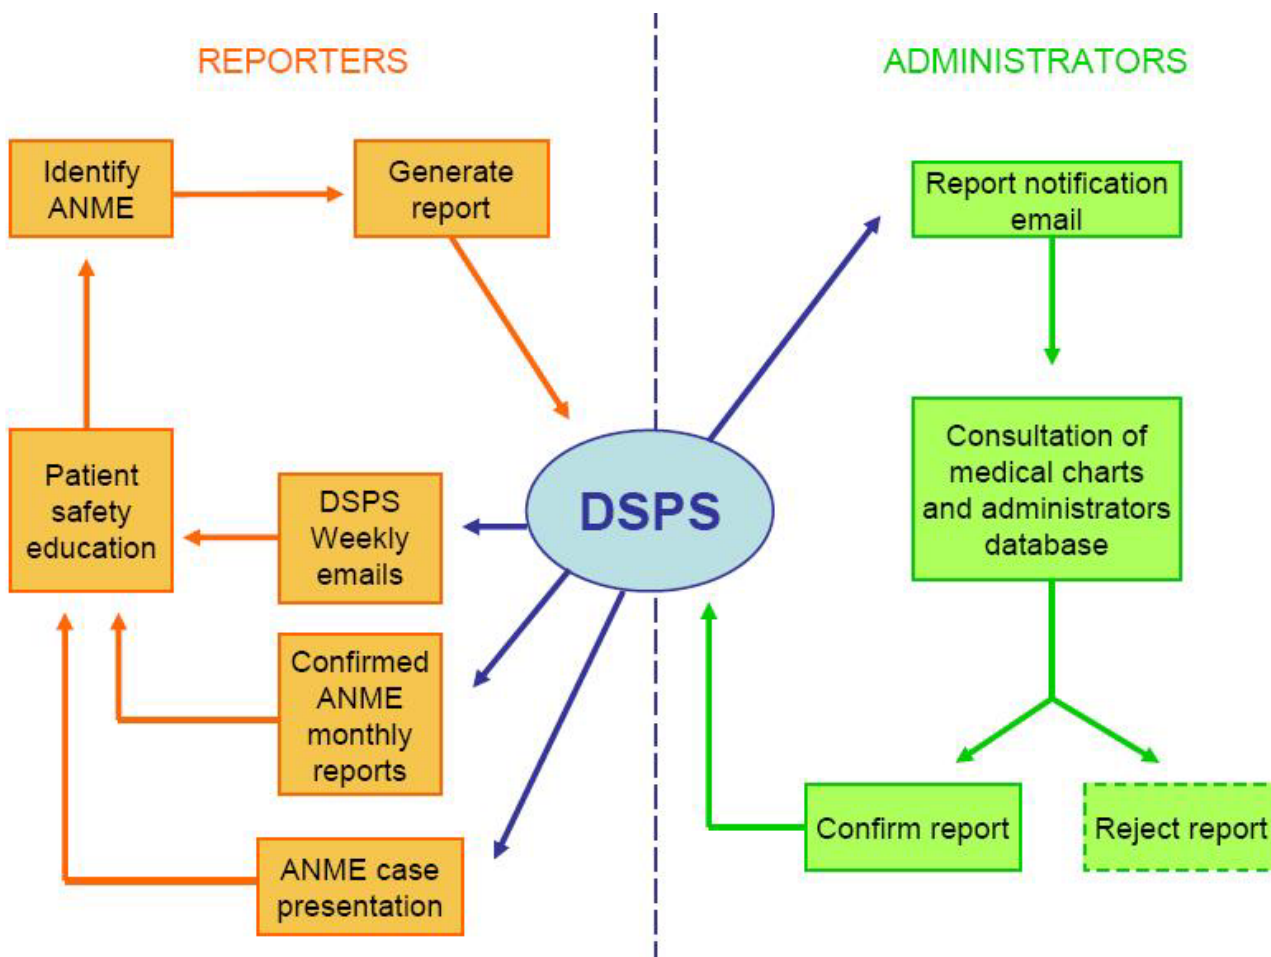 REPORTERS
ADMINISTRATORS
Identify
ANME
Generate
report
Report notification
email
Patient
safety
education
DSPS
Weekly
emails
DSPS
Consultation of
medical charts
and administrators
database
Confirmed
ANME
monthly
reports
Confirm report
Reject report
ANME case
presentation